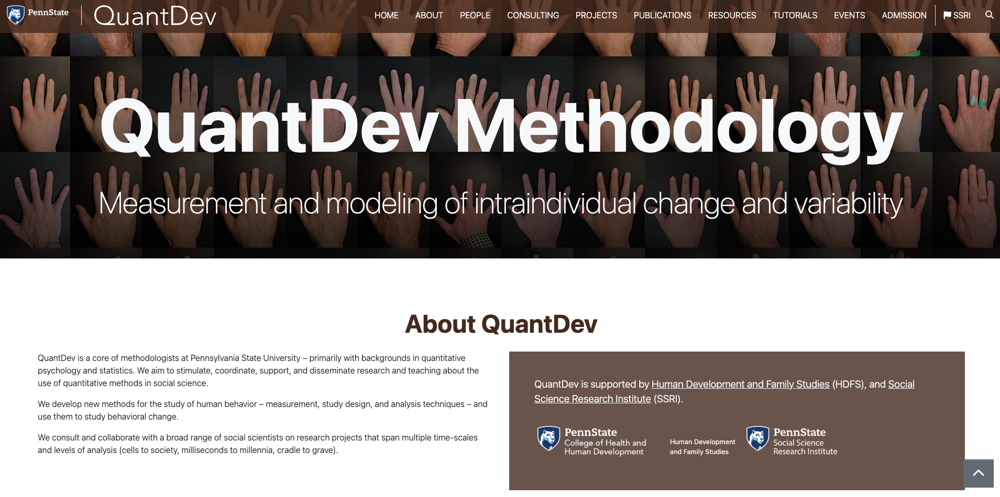 PennState
QuantDev
HOME ABOUT PEOPLE CONSULTING PROJECTS PUBLICATIONS RESOURCES TUTORIALS EVENTS ADMISSION SSRI
QuantDev Methodology
Measurement and modeling of intraindividual change and variability
About QuantDev
QuantDev is a core of methodologists at Pennsylvania State University – primarily with backgrounds in quantitative
psychology and statistics. We aim to stimulate, coordinate, support, and disseminate research and teaching about the
use of quantitative methods in social science.
We develop new methods for the study of human behavior – measurement, study design, and analysis techniques – and
use them to study behavioral change.
We consult and collaborate with a broad range of social scientists on research projects that span multiple time-scales
and levels of analysis (cells to society, milliseconds to millennia, cradle to grave).
QuantDev is supported by Human Development and Family Studies (HDFS), and Social
Science Research Institute (SSRI).
PennState
College of Health and
Human Development
Human Development
and Family Studies
PennState
Social Science
Research Institute